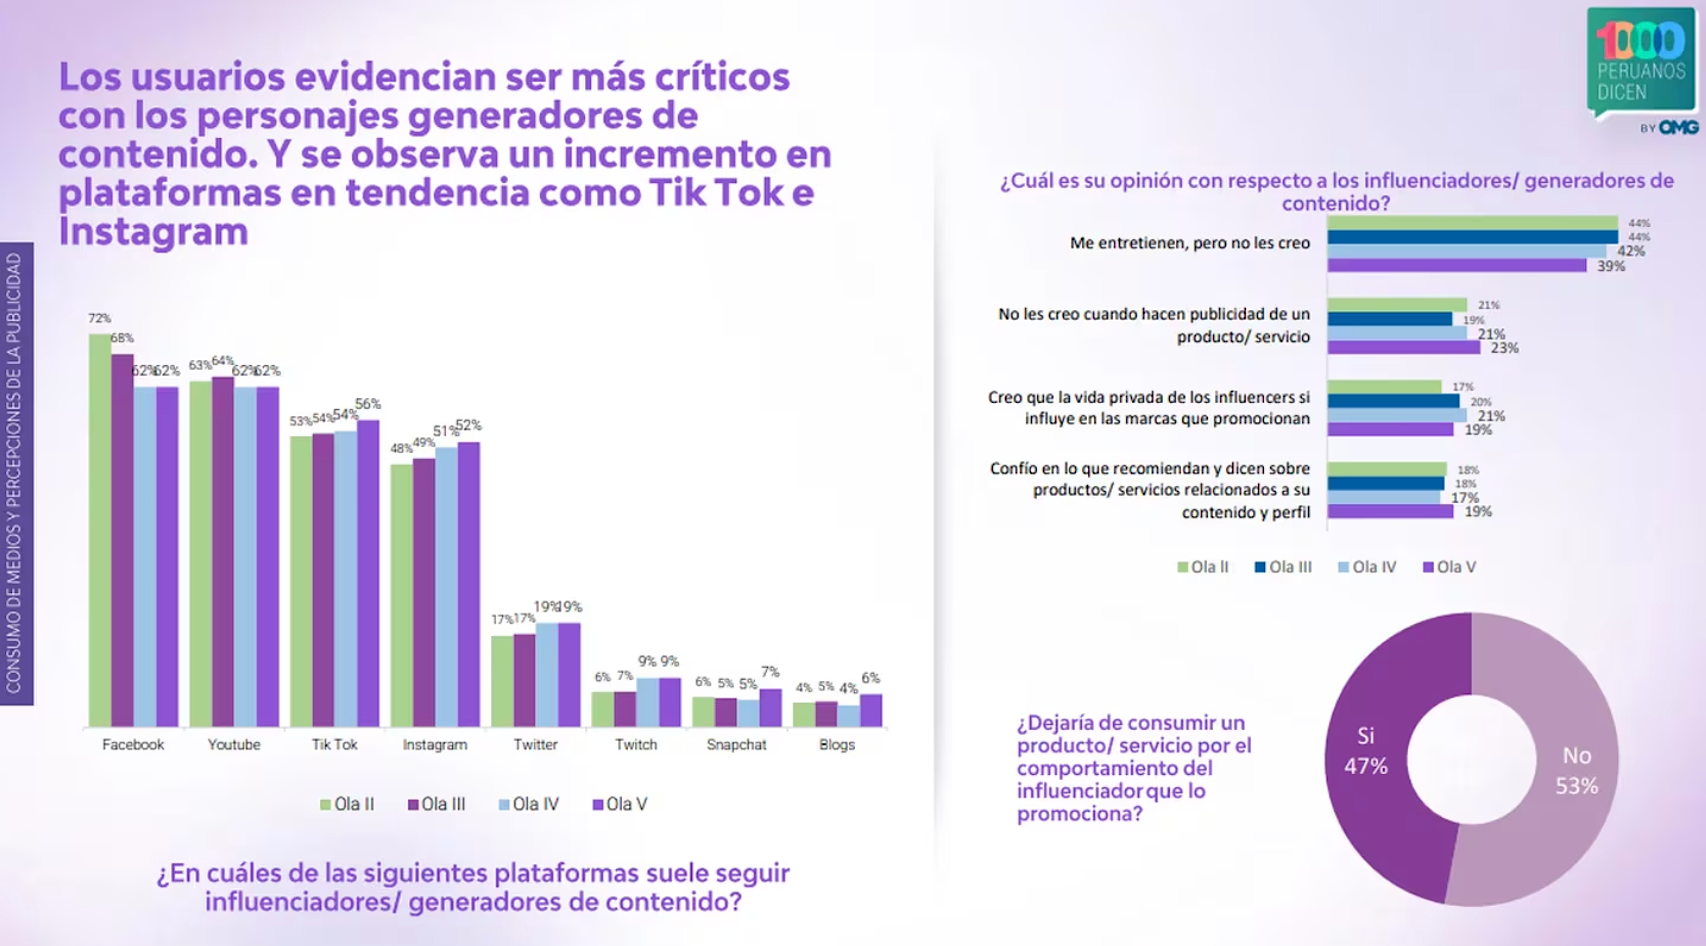 1000
PERUANOS
DICEN
BY OMG
Los usuarios evidencian ser más críticos
con los personajes generadores de
contenido. Y se observa un incremento en
plataformas en tendencia como Tik Tok e
Instagram
CONSUMO DE MEDIOS Y PERCEPCIONES DE LA PUBLICIDAD
72% 68% 62% 62%
63% 64% 62% 62%
53% 54% 54% 56%
48% 49% 51% 52%
17% 17% 19% 19%
6% 7% 9% 9%
6% 5% 5% 7%
4% 5% 4% 6%
Facebook Youtube Tik Tok Instagram Twitter Twitch Snapchat Blogs
Ola II Ola III Ola IV Ola V
¿En cuáles de las siguientes plataformas suele seguir
influenciadores/ generadores de contenido?
¿Cuál es su opinión con respecto a los influenciadores/ generadores de
contenido?
Me entretienen, pero no les creo
44%
44%
42%
39%
No les creo cuando hacen publicidad de un
producto/ servicio
21%
19%
21%
23%
Creo que la vida privada de los influencers si
influye en las marcas que promocionan
17%
20%
21%
19%
Confío en lo que recomiendan y dicen sobre
productos/ servicios relacionados a su
contenido y perfil
18%
18%
17%
19%
Ola II Ola III Ola IV Ola V
¿Dejaría de consumir un
producto/ servicio por el
comportamiento del
influenciador que lo
promociona?
Si
47%
No
53%